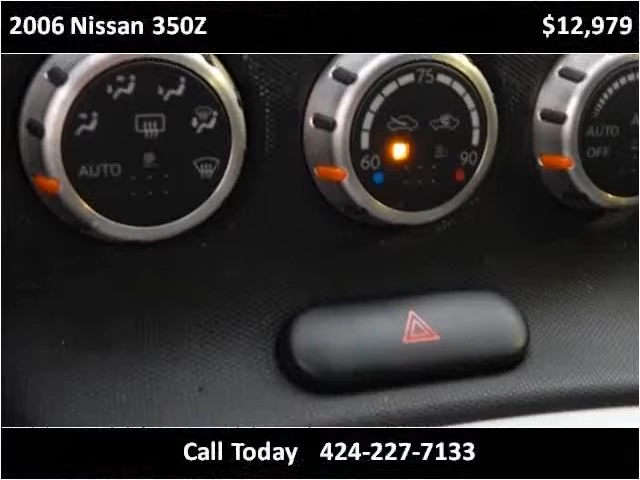 2006 Nissan 350Z $12,979
75
AUTO
60 90
AUTO A
OFF
Call Today 424-227-7133